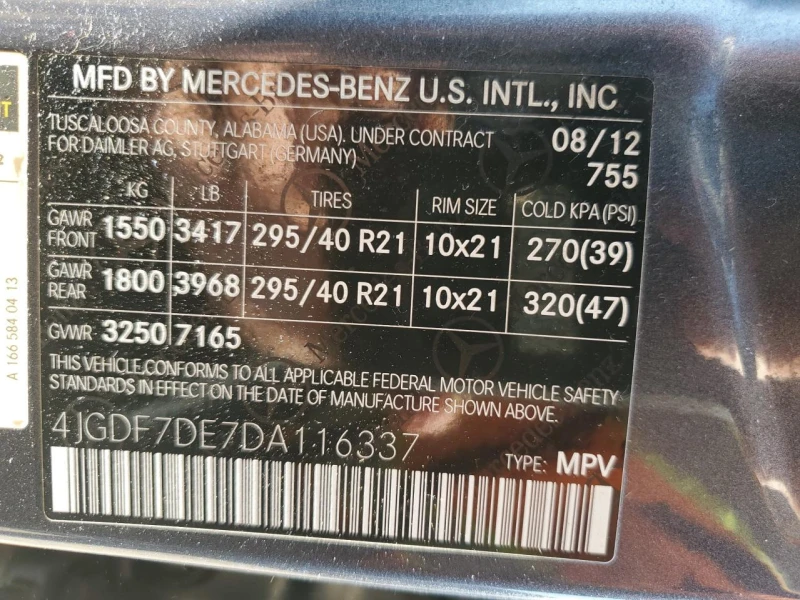 MFD BY MERCEDES-BENZ U.S. INTL., INC
TUSCALOOSA COUNTY, ALABAMA (USA). UNDER CONTRACT 08/12
FOR DAIMLER AG, STUTTGART (GERMANY) 755
KG LB TIRES RIM SIZE COLD KPA (PSI)
GAWR FRONT 1550 3417 295/40 R21 10x21 270(39)
GAWR REAR 1800 3968 295/40 R21 10x21 320(47)
GVWR 3250 7165
THIS VEHICLE CONFORMS TO ALL APPLICABLE FEDERAL MOTOR VEHICLE SAFETY
STANDARDS IN EFFECT ON THE DATE OF MANUFACTURE SHOWN ABOVE.
4JGDF7DE7DA116337
TYPE: MPV
A 166 584 04 13